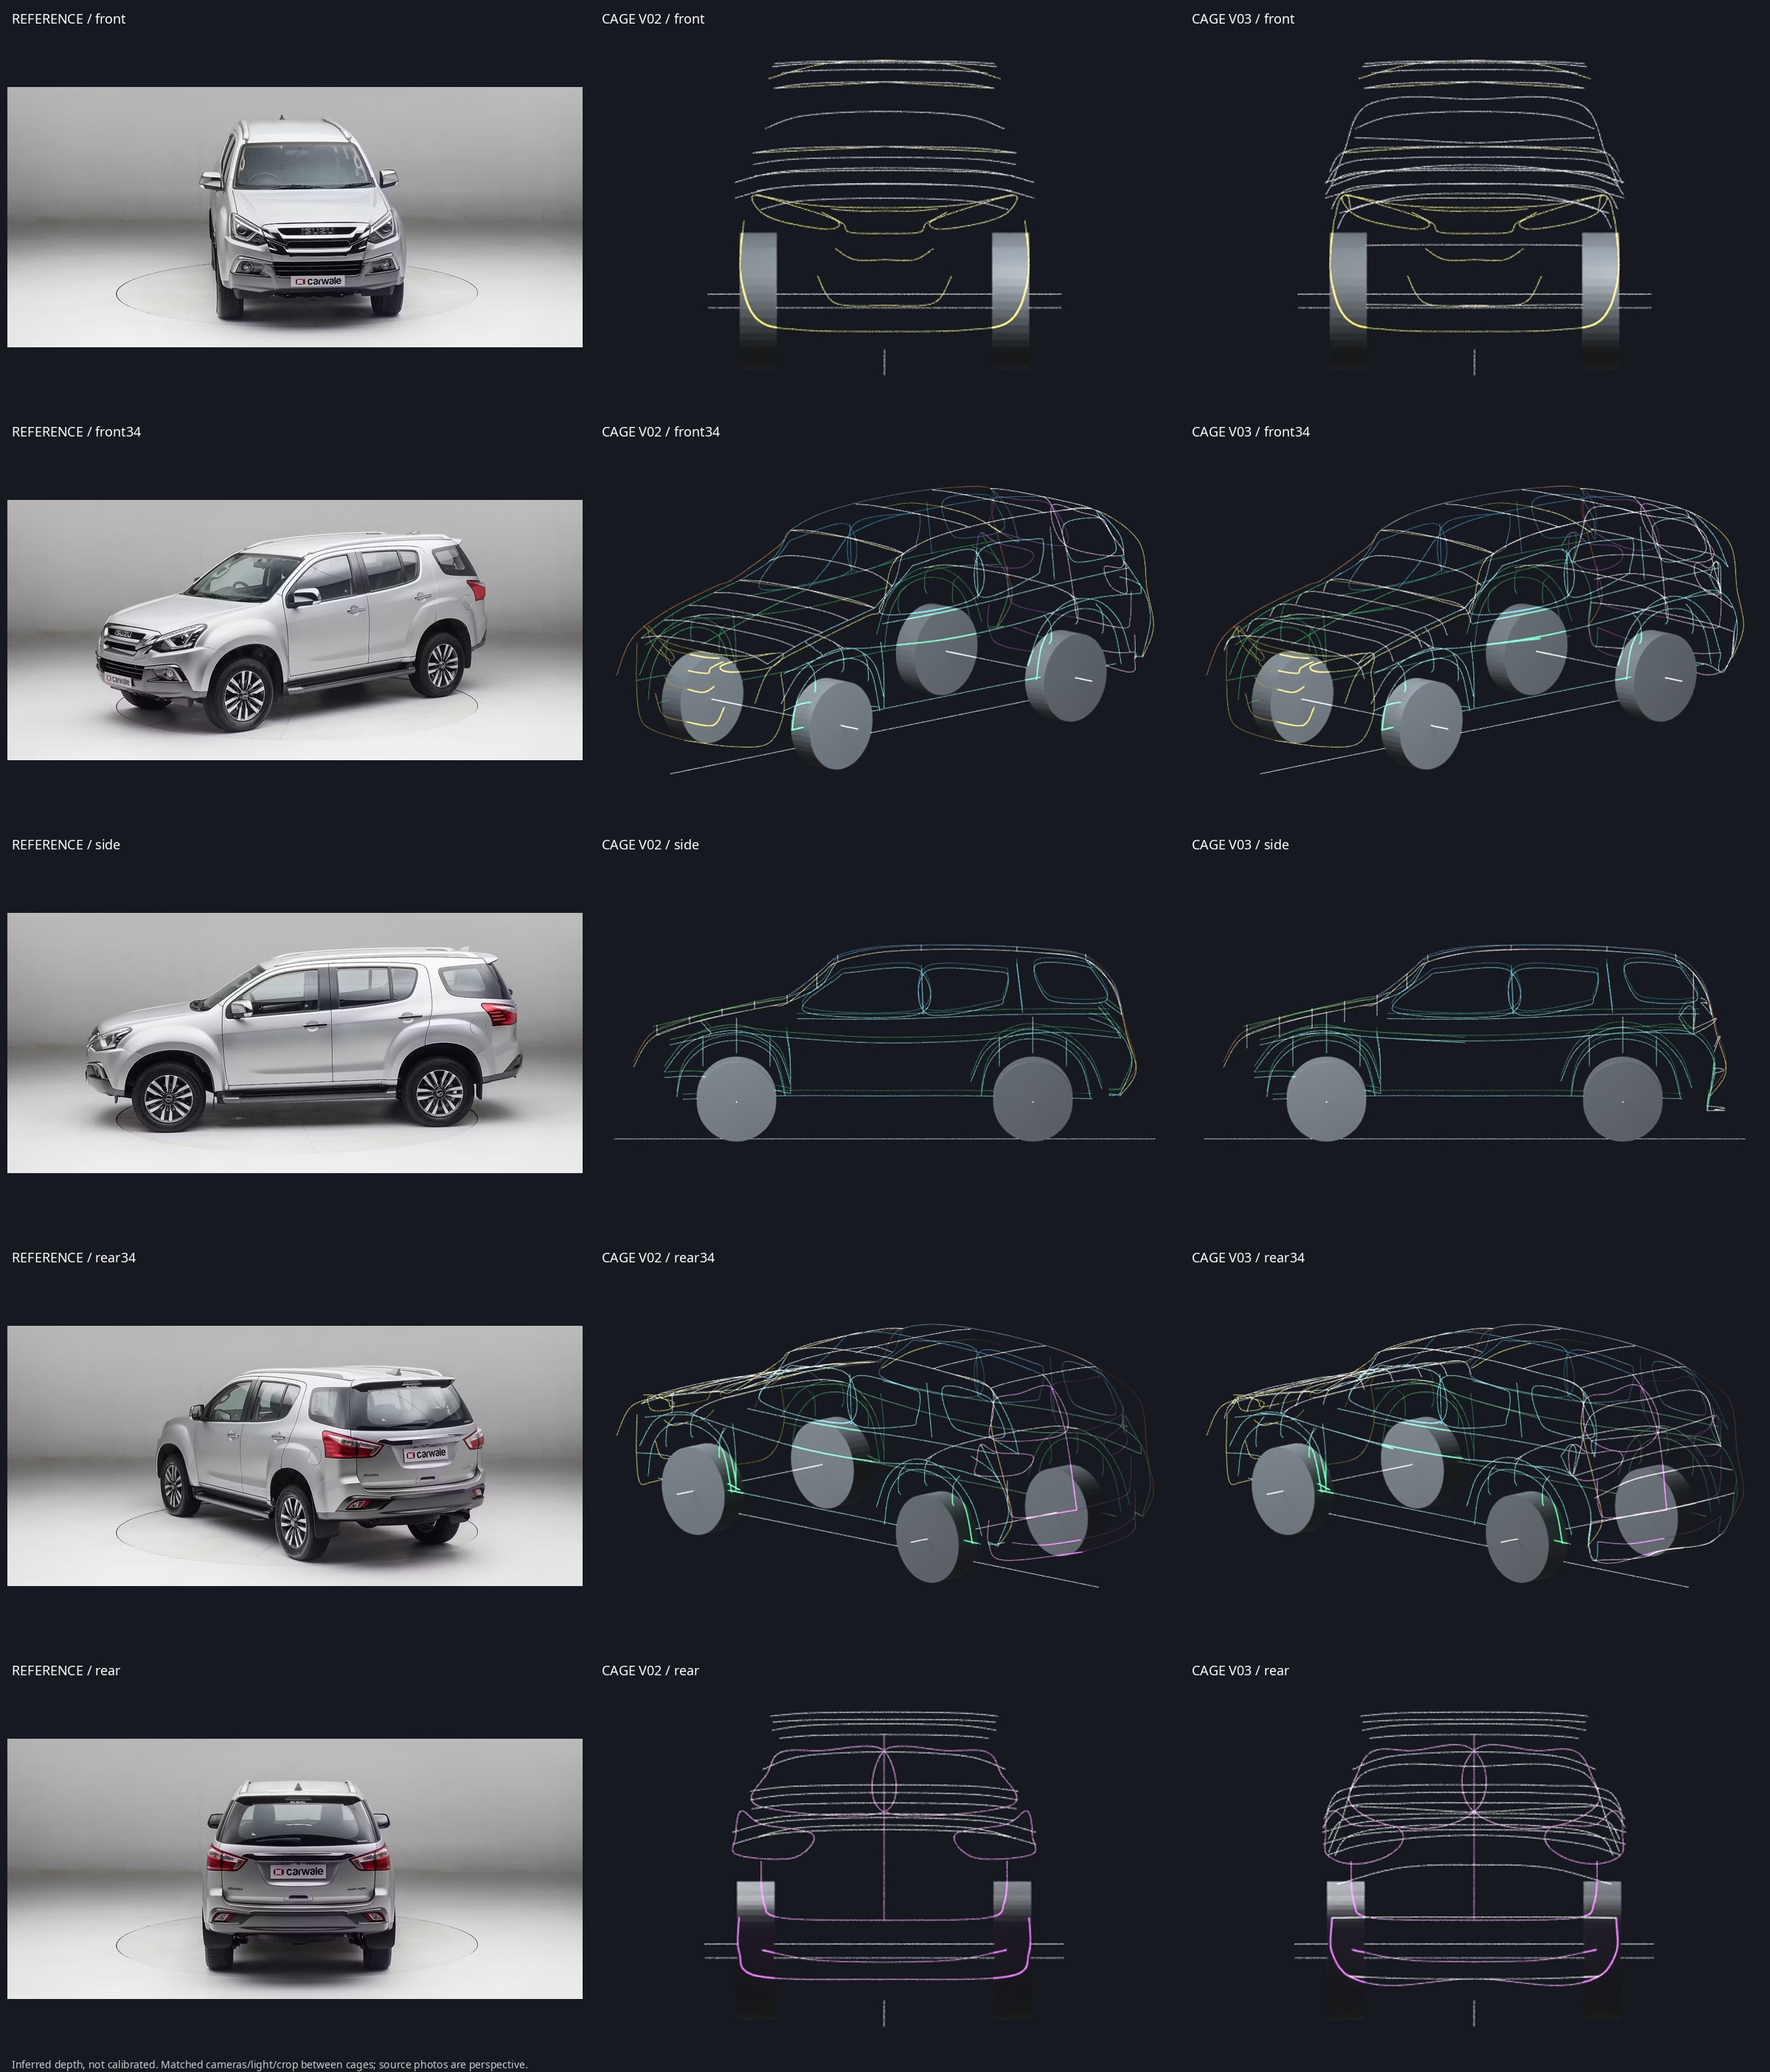 REFERENCE / front
CAGE V02 / front
CAGE V03 / front
ISUZU
carwale
REFERENCE / front34
CAGE V02 / front34
CAGE V03 / front34
ISUZU
carwale
REFERENCE / side
CAGE V02 / side
CAGE V03 / side
REFERENCE / rear34
CAGE V02 / rear34
CAGE V03 / rear34
carwale
REFERENCE / rear
CAGE V02 / rear
CAGE V03 / rear
carwale
Inferred depth, not calibrated. Matched cameras/light/crop between cages; source photos are perspective.